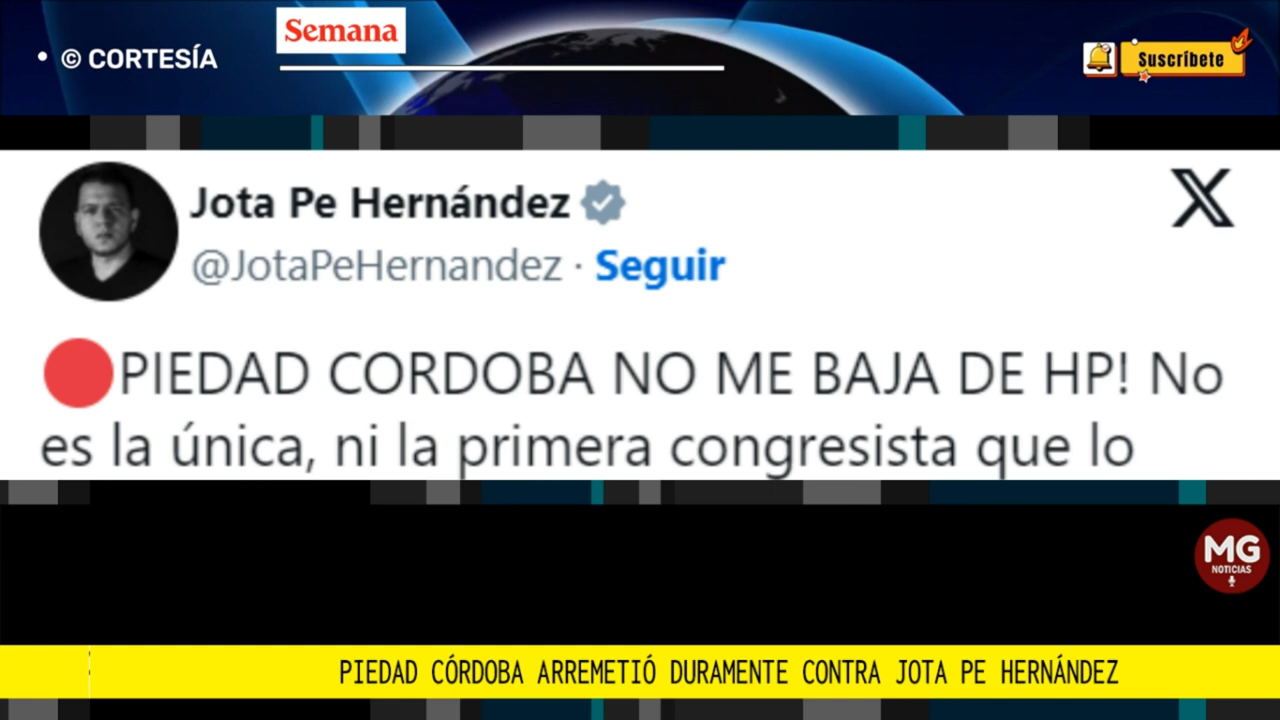 © CORTESÍA
Semana
Suscríbete
Jota Pe Hernández
@JotaPeHernandez · Seguir
PIEDAD CORDOBA NO ME BAJA DE HP! No
es la única, ni la primera congresista que lo
MG
NOTICIAS
PIEDAD CÓRDOBA ARREMETIÓ DURAMENTE CONTRA JOTA PE HERNÁNDEZ